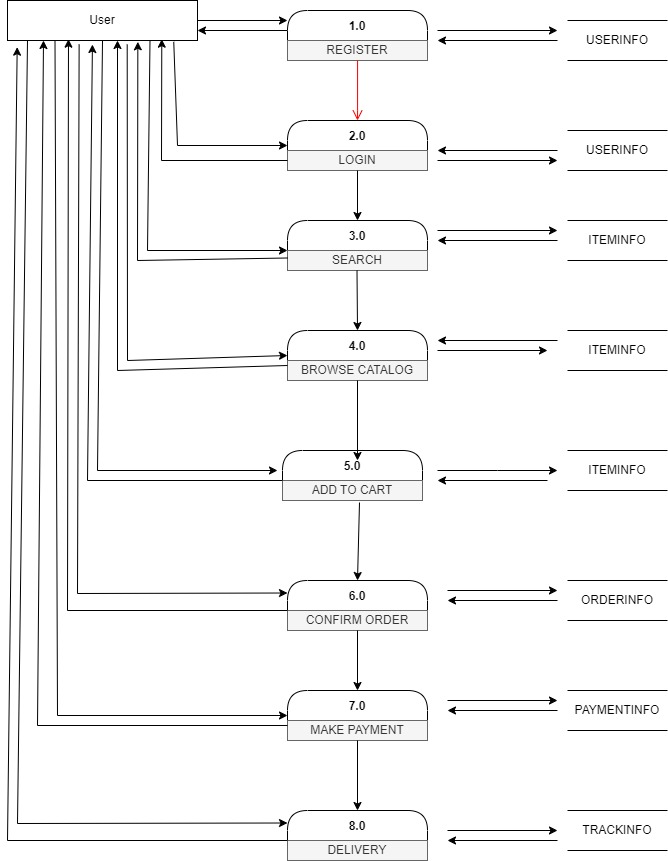 User
1.0
REGISTER
USERINFO
2.0
LOGIN
USERINFO
3.0
SEARCH
ITEMINFO
4.0
BROWSE CATALOG
ITEMINFO
5.0
ADD TO CART
ITEMINFO
6.0
CONFIRM ORDER
ORDERINFO
7.0
MAKE PAYMENT
PAYMENTINFO
8.0
DELIVERY
TRACKINFO